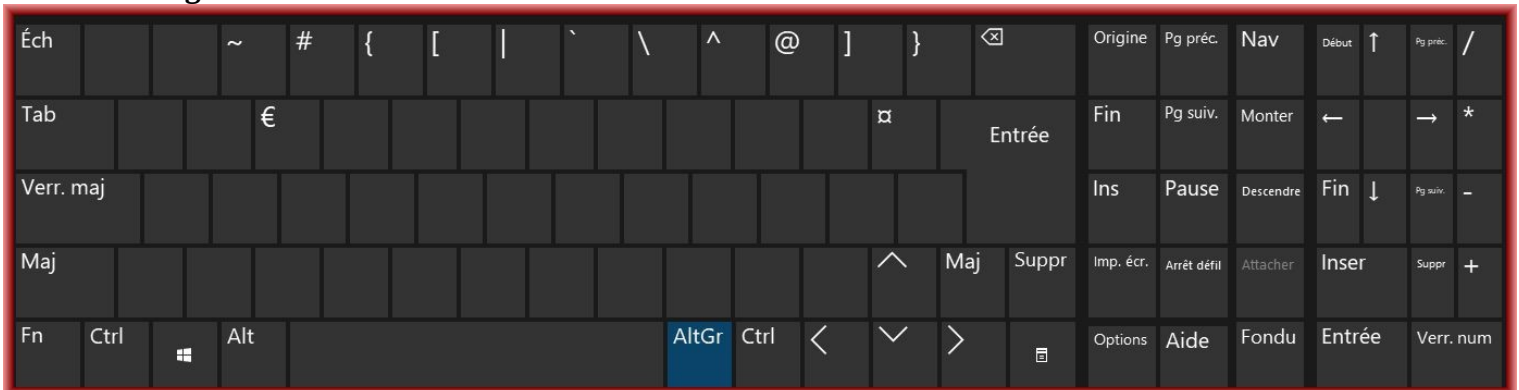 Éch ~ # { [ | ` \ ^ @ ] } Origine Pg préc. Nav Début ↑ Pg préc. /
Tab € ¤ Entrée Fin Pg suiv. Monter ← → *
Verr. maj Ins Pause Descendre Fin ↓ Pg suiv. -
Maj Maj Suppr Imp. écr. Arrêt défil Attacher Inser Suppr +
Fn Ctrl Alt AltGr Ctrl Options Aide Fondu Entrée Verr. num